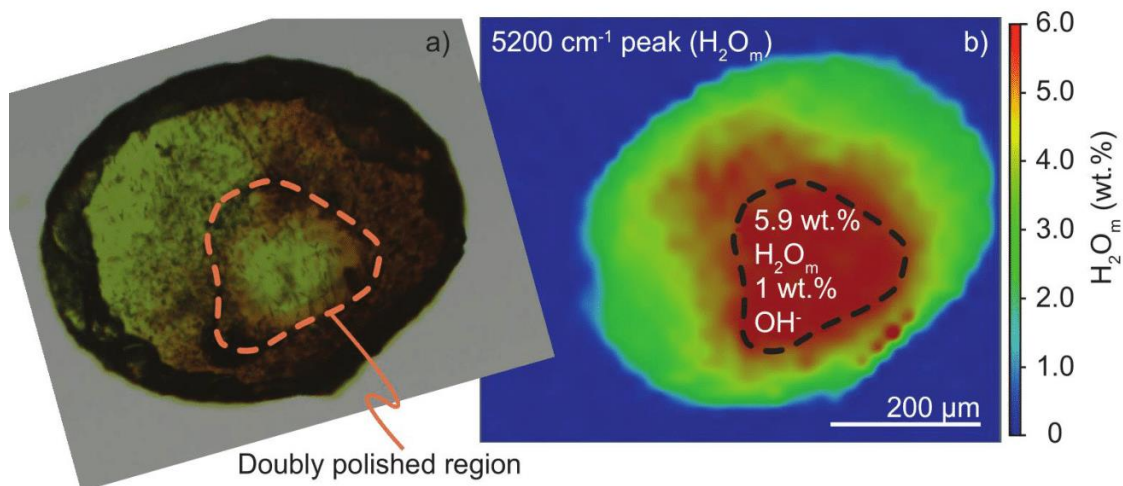 a)
Doubly polished region
5200 cm⁻¹ peak (H₂Oₘ)
b)
5.9 wt.%
H₂Oₘ
1 wt.%
OH⁻
200 µm
6.0
5.0
4.0
3.0
2.0
1.0
0
H₂Oₘ (wt.%)